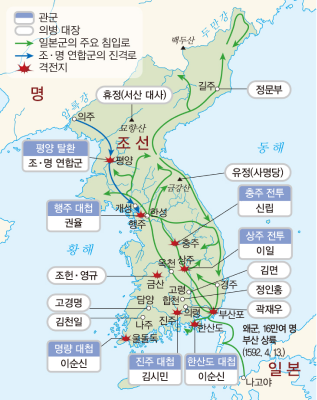 관군
의병 대장
일본군의 주요 침입로
조·명 연합군의 진격로
격전지
백두산
두만강
명
길주
정문부
휴정(서산 대사)
압록강
의주
묘향산
조선
동해
평양 탈환
조·명 연합군
평양
유정(사명당)
금강산
충주 전투
신립
행주 대첩
권율
개성
한성
행주
상주 전투
이일
황해
충주
상주
옥천
김면
조헌·영규
금산
고령
경주
정인홍
고경명
담양
합천
의령
곽재우
김천일
나주
진주
부산포
한산도
왜군, 16만여 명
부산 상륙
(1592. 4. 13.)
명량 대첩
이순신
울돌목
진주 대첩
김시민
한산도 대첩
이순신
일본
나고야